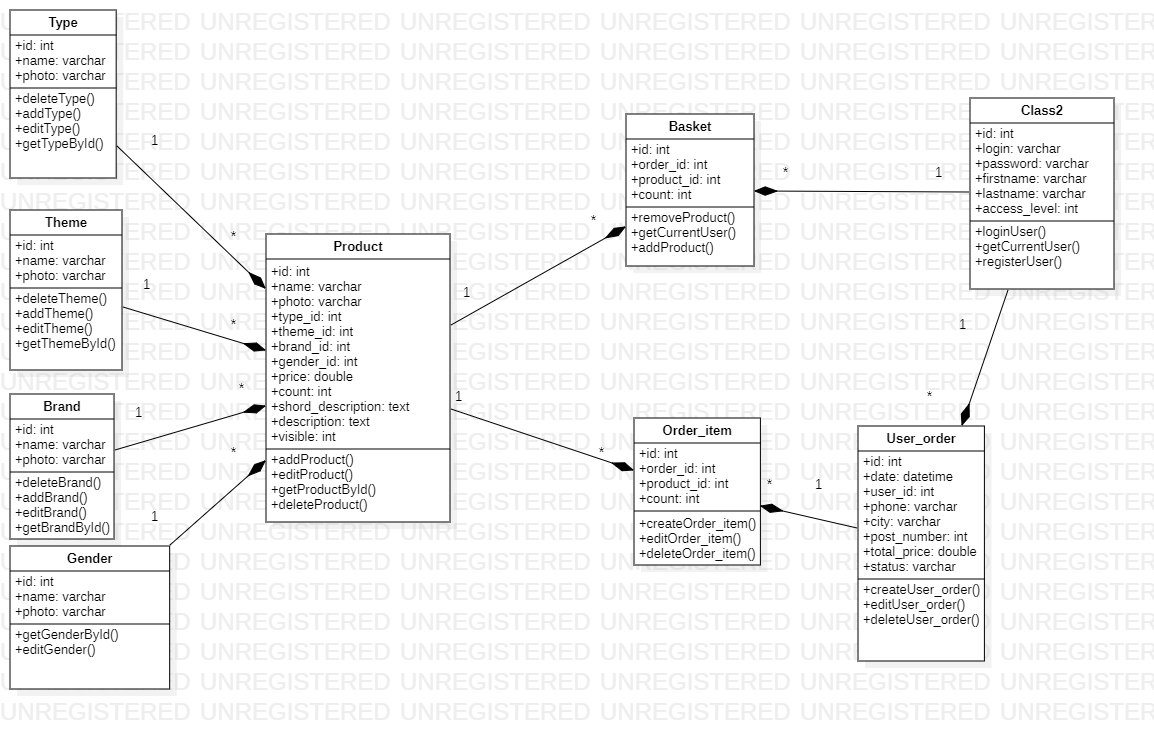 Type
+id: int
+name: varchar
+photo: varchar
+deleteType()
+addType()
+editType()
+getTypeById()
1
*
Theme
+id: int
+name: varchar
+photo: varchar
+deleteTheme()
+addTheme()
+editTheme()
+getThemeById()
1
*
Brand
+id: int
+name: varchar
+photo: varchar
+deleteBrand()
+addBrand()
+editBrand()
+getBrandById()
1
*
Gender
+id: int
+name: varchar
+photo: varchar
+getGenderById()
+editGender()
1
*
Product
+id: int
+name: varchar
+photo: varchar
+type_id: int
+theme_id: int
+brand_id: int
+gender_id: int
+price: double
+count: int
+shord_description: text
+description: text
+visible: int
+addProduct()
+editProduct()
+getProductById()
+deleteProduct()
1
*
1
*
Basket
+id: int
+order_id: int
+product_id: int
+count: int
+removeProduct()
+getCurrentUser()
+addProduct()
*
1
Class2
+id: int
+login: varchar
+password: varchar
+firstname: varchar
+lastname: varchar
+access_level: int
+loginUser()
+getCurrentUser()
+registerUser()
1
*
Order_item
+id: int
+order_id: int
+product_id: int
+count: int
+createOrder_item()
+editOrder_item()
+deleteOrder_item()
*
1
User_order
+id: int
+date: datetime
+user_id: int
+phone: varchar
+city: varchar
+post_number: int
+total_price: double
+status: varchar
+createUser_order()
+editUser_order()
+deleteUser_order()
UNREGISTERED